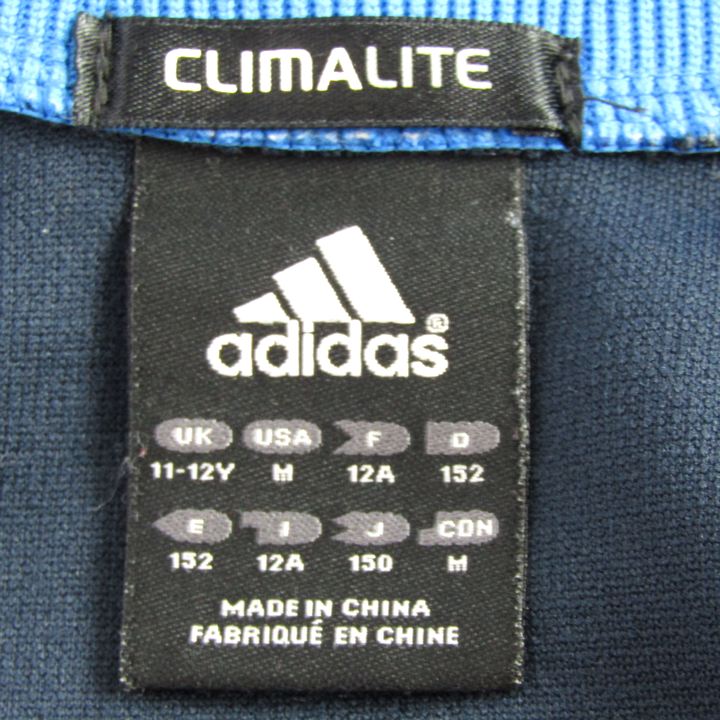 CLIMALITE
adidas®
UK USA F D
11-12Y M 12A 152
E I J CDN
152 12A 150 M
MADE IN CHINA
FABRIQUÉ EN CHINE